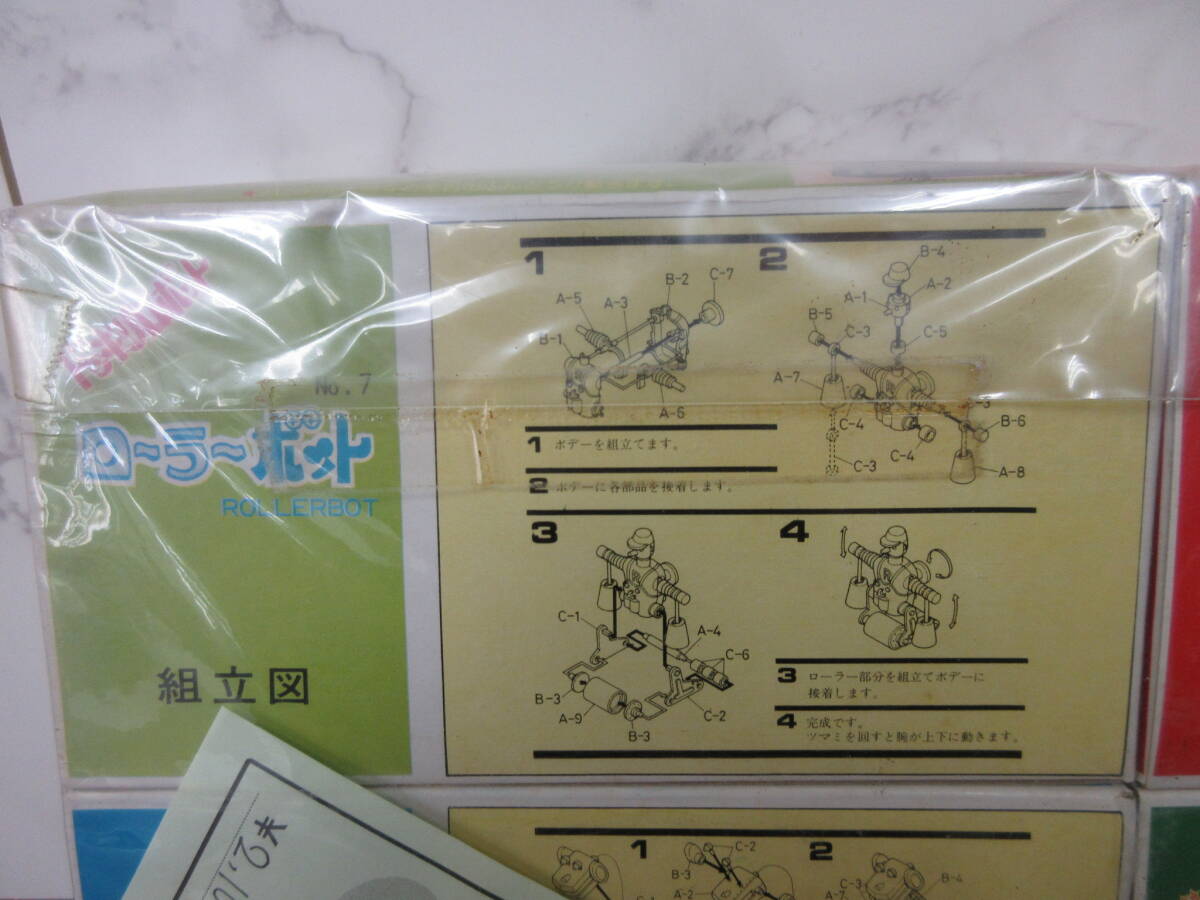 No. 7
ローラーボット
ROLLERBOT
組立図
1
A-5
A-3
B-2
C-7
B-1
A-6
2
B-4
A-1
A-2
B-5
C-3
C-5
A-7
C-4
C-3
C-4
B-6
A-8
1 ボデーを組立てます。
2 ボデーに各部品を接着します。
3
C-1
A-4
C-6
B-3
A-9
B-3
C-2
4
3 ローラー部分を組立てボデーに
接着します。
4 完成です。
ツマミを回すと腕が上下に動きます。
1
C-2
B-3
A-2
2
C-3
B-4
A-7